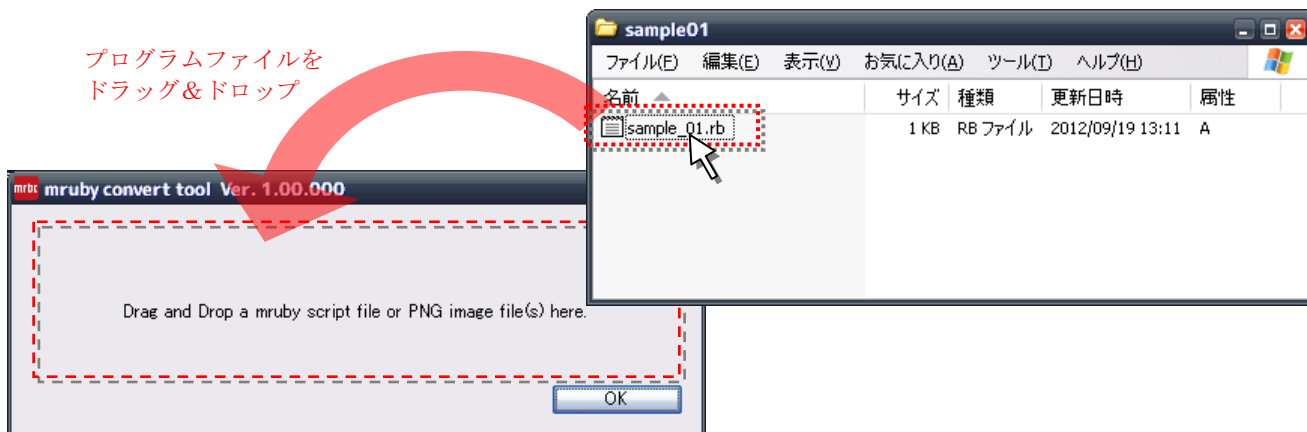 プログラムファイルを
ドラッグ＆ドロップ
sample01
ファイル(F) 編集(E) 表示(V) お気に入り(A) ツール(T) ヘルプ(H)
名前 サイズ 種類 更新日時 属性
sample_01.rb 1 KB RB ファイル 2012/09/19 13:11 A
mrbc mruby convert tool Ver. 1.00.000
Drag and Drop a mruby script file or PNG image file(s) here.
OK